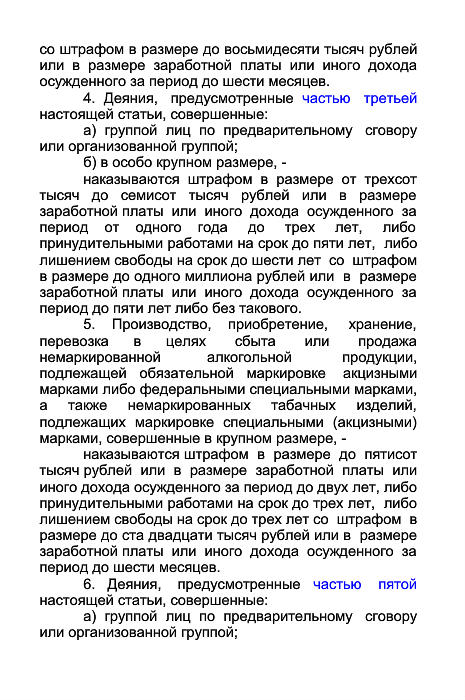 со штрафом в размере до восьмидесяти тысяч рублей
или в размере заработной платы или иного дохода
осужденного за период до шести месяцев.
4. Деяния, предусмотренные частью третьей
настоящей статьи, совершенные:
а) группой лиц по предварительному сговору
или организованной группой;
б) в особо крупном размере, -
наказываются штрафом в размере от трехсот
тысяч до семисот тысяч рублей или в размере
заработной платы или иного дохода осужденного за
период от одного года до трех лет, либо
принудительными работами на срок до пяти лет, либо
лишением свободы на срок до шести лет со штрафом
в размере до одного миллиона рублей или в размере
заработной платы или иного дохода осужденного за
период до пяти лет либо без такового.
5. Производство, приобретение, хранение,
перевозка в целях сбыта или продажа
немаркированной алкогольной продукции,
подлежащей обязательной маркировке акцизными
марками либо федеральными специальными марками,
а также немаркированных табачных изделий,
подлежащих маркировке специальными (акцизными)
марками, совершенные в крупном размере, -
наказываются штрафом в размере до пятисот
тысяч рублей или в размере заработной платы или
иного дохода осужденного за период до двух лет, либо
принудительными работами на срок до трех лет, либо
лишением свободы на срок до трех лет со штрафом в
размере до ста двадцати тысяч рублей или в размере
заработной платы или иного дохода осужденного за
период до шести месяцев.
6. Деяния, предусмотренные частью пятой
настоящей статьи, совершенные:
а) группой лиц по предварительному сговору
или организованной группой;